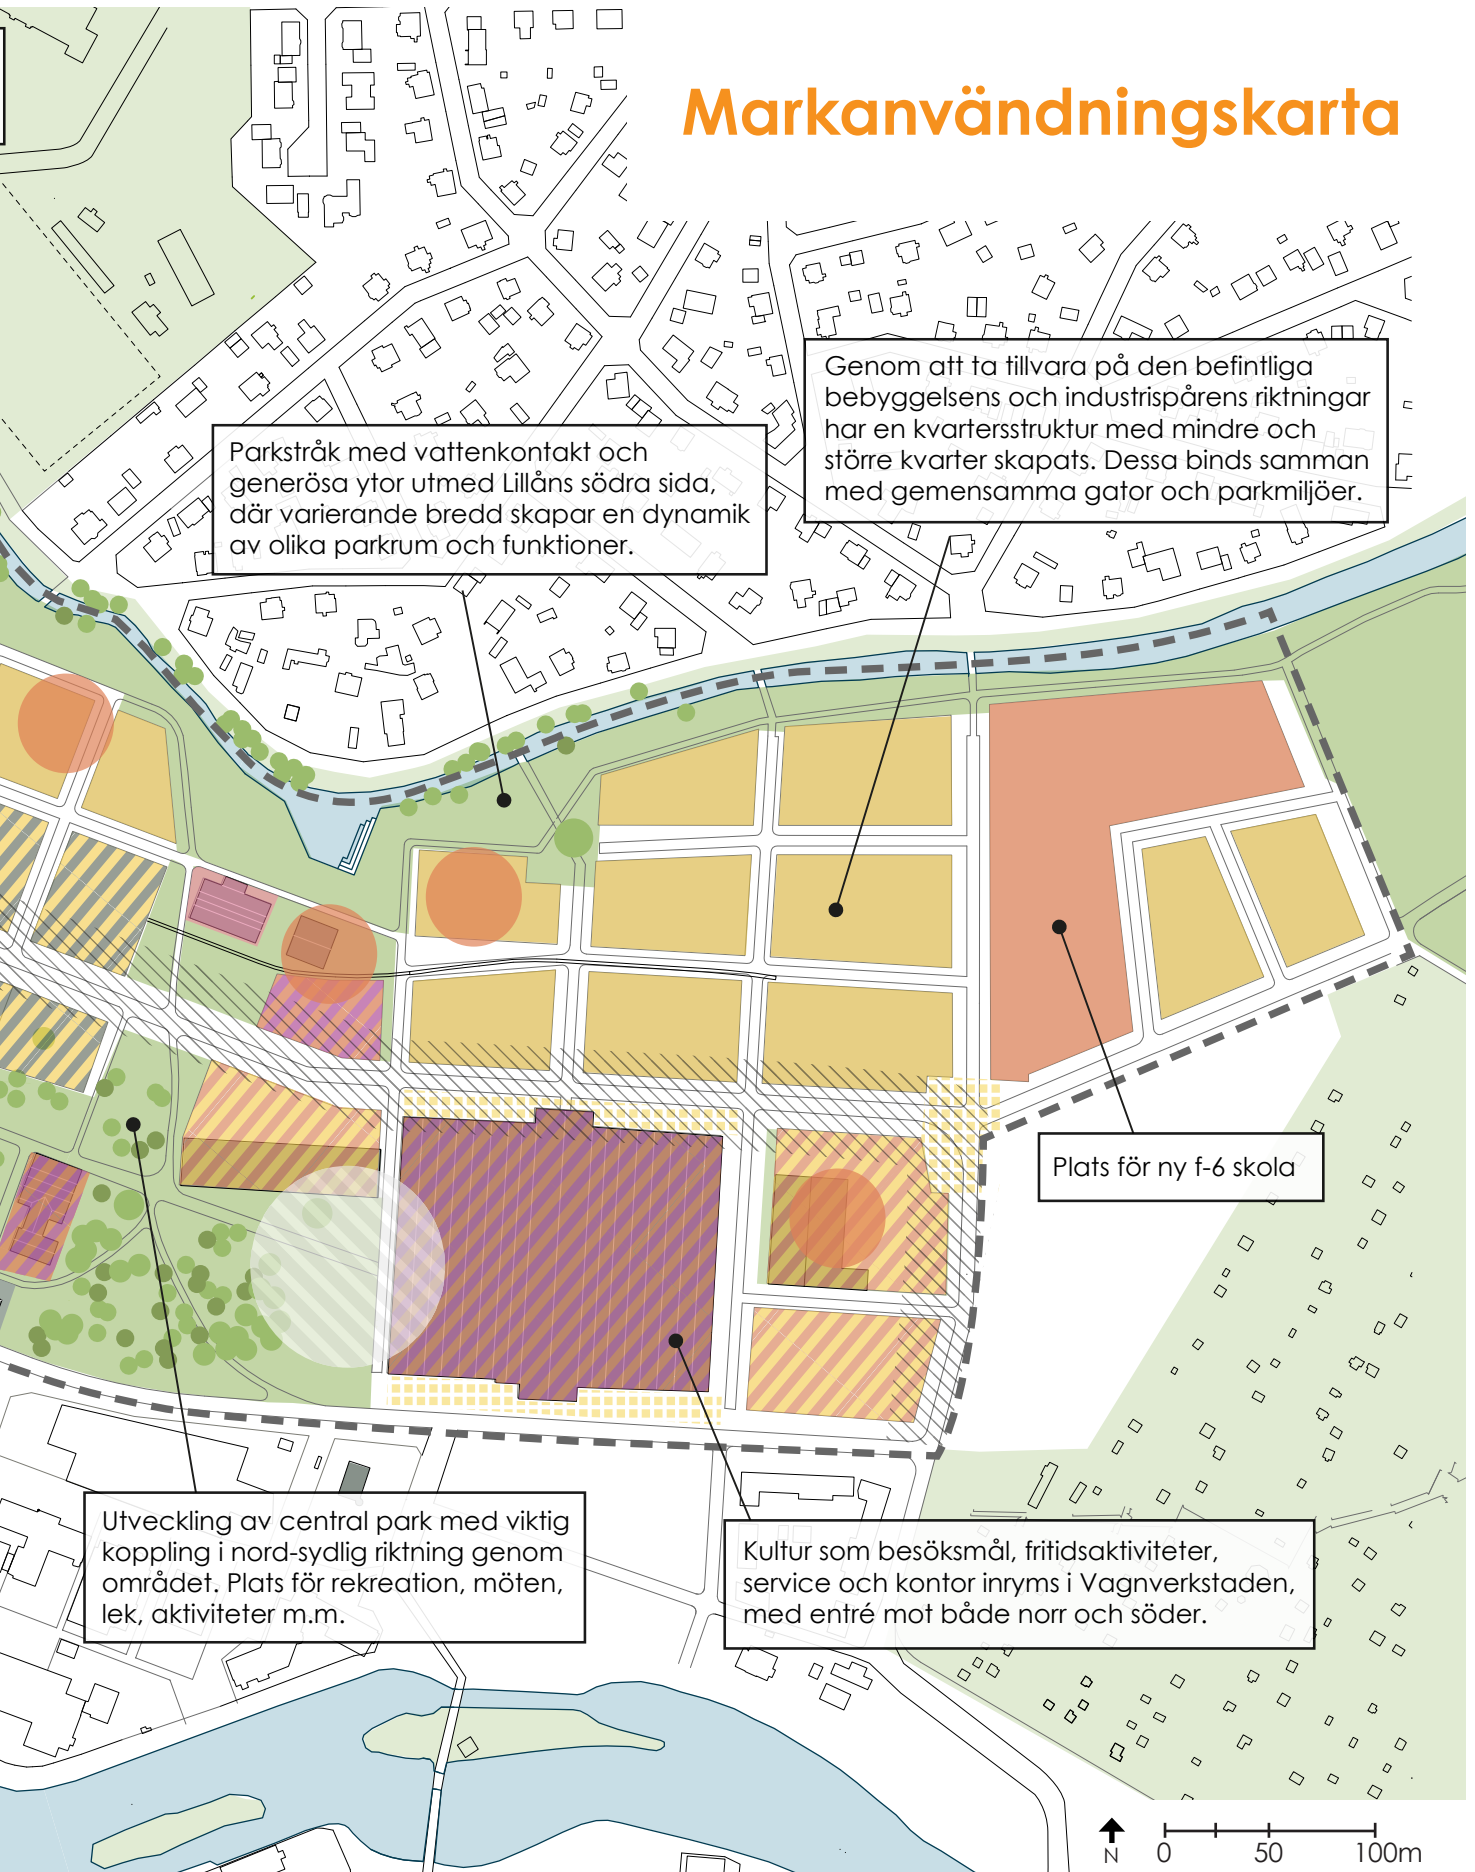 Markanvändningskarta
Genom att ta tillvara på den befintliga
bebyggelsens och industrispårens riktningar
har en kvartersstruktur med mindre och
större kvarter skapats. Dessa binds samman
med gemensamma gator och parkmiljöer.
Parkstråk med vattenkontakt och
generösa ytor utmed Lillåns södra sida,
där varierande bredd skapar en dynamik
av olika parkrum och funktioner.
Plats för ny f-6 skola
Utveckling av central park med viktig
koppling i nord-sydlig riktning genom
området. Plats för rekreation, möten,
lek, aktiviteter m.m.
Kultur som besöksmål, fritidsaktiviteter,
service och kontor inryms i Vagnverkstaden,
med entré mot både norr och söder.
N 0 50 100m